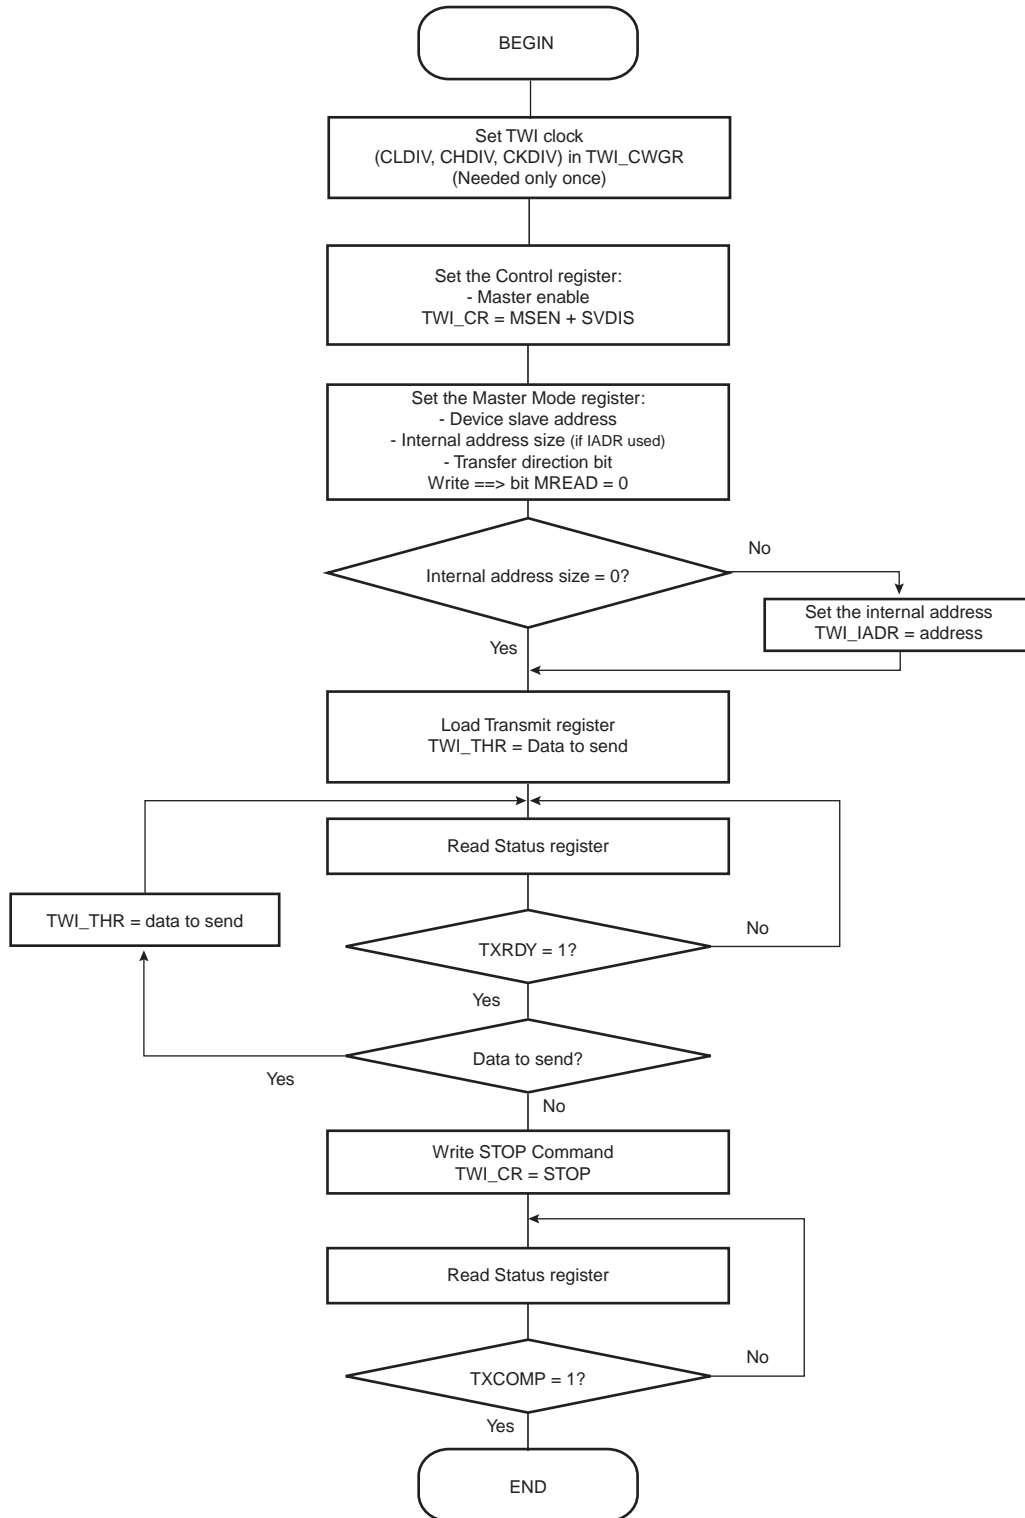 BEGIN
Set TWI clock
(CLDIV, CHDIV, CKDIV) in TWI_CWGR
(Needed only once)
Set the Control register:
- Master enable
TWI_CR = MSEN + SVDIS
Set the Master Mode register:
- Device slave address
- Internal address size (if IADR used)
- Transfer direction bit
Write ==> bit MREAD = 0
No
Internal address size = 0?
Set the internal address
TWI_IADR = address
Yes
Load Transmit register
TWI_THR = Data to send
Read Status register
TWI_THR = data to send
No
TXRDY = 1?
Yes
Data to send?
Yes
No
Write STOP Command
TWI_CR = STOP
Read Status register
No
TXCOMP = 1?
Yes
END